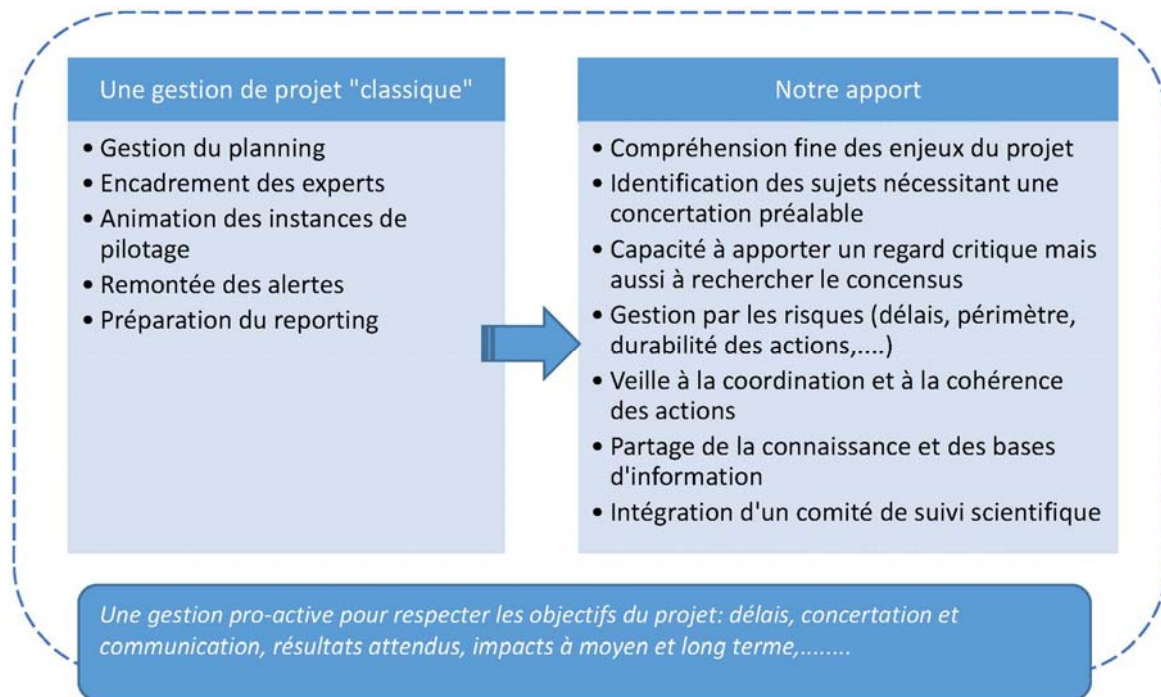 Une gestion de projet "classique"
• Gestion du planning
• Encadrement des experts
• Animation des instances de
pilotage
• Remontée des alertes
• Préparation du reporting
Notre apport
• Compréhension fine des enjeux du projet
• Identification des sujets nécessitant une
concertation préalable
• Capacité à apporter un regard critique mais
aussi à rechercher le concensus
• Gestion par les risques (délais, périmètre,
durabilité des actions,....)
• Veille à la coordination et à la cohérence
des actions
• Partage de la connaissance et des bases
d'information
• Intégration d'un comité de suivi scientifique
Une gestion pro-active pour respecter les objectifs du projet: délais, concertation et
communication, résultats attendus, impacts à moyen et long terme,........